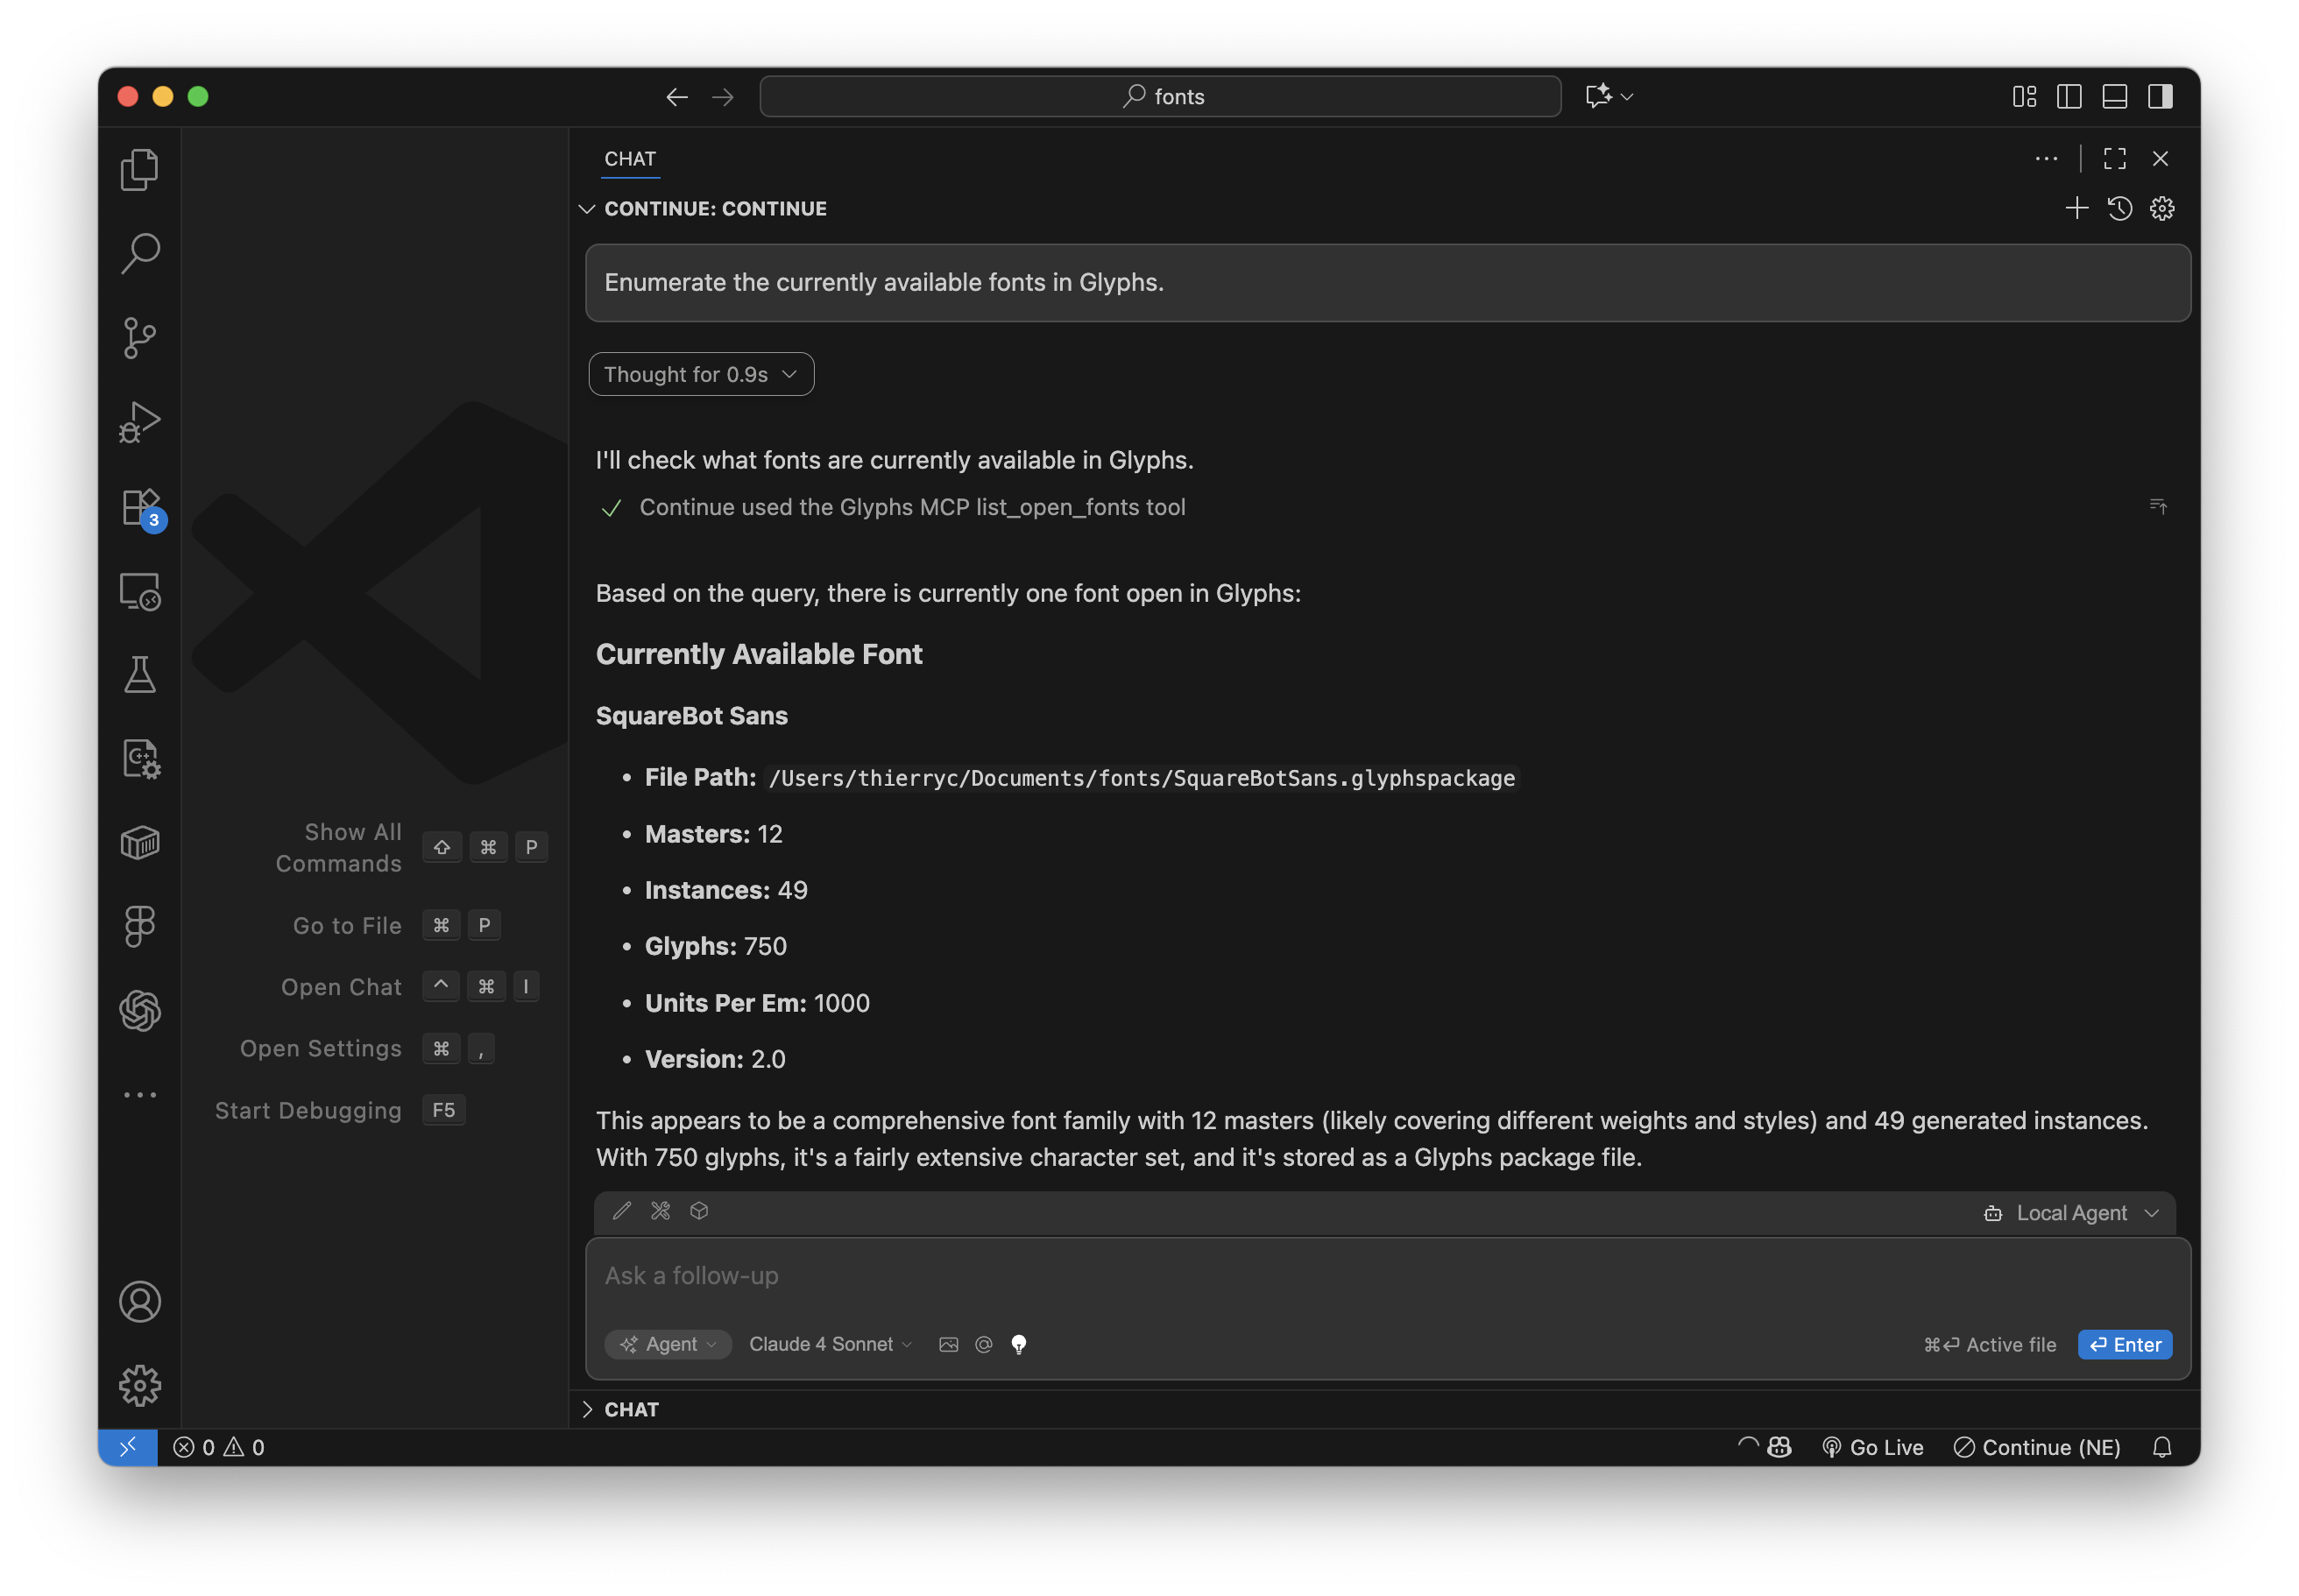 fonts
CHAT
CONTINUE: CONTINUE
Enumerate the currently available fonts in Glyphs.
Thought for 0.9s
I'll check what fonts are currently available in Glyphs.
Continue used the Glyphs MCP list_open_fonts tool
Based on the query, there is currently one font open in Glyphs:
Currently Available Font
SquareBot Sans
• File Path: /Users/thierryc/Documents/fonts/SquareBotSans.glyphspackage
• Masters: 12
• Instances: 49
• Glyphs: 750
• Units Per Em: 1000
• Version: 2.0
This appears to be a comprehensive font family with 12 masters (likely covering different weights and styles) and 49 generated instances.
With 750 glyphs, it's a fairly extensive character set, and it's stored as a Glyphs package file.
Local Agent
Ask a follow-up
Agent Claude 4 Sonnet @ ⌘⏎ Active file ⏎ Enter
CHAT
3
C++
Show All
Commands ⇧ ⌘ P
Go to File ⌘ P
Open Chat ^ ⌘ I
Open Settings ⌘ ,
Start Debugging F5
0 0 Go Live Continue (NE)